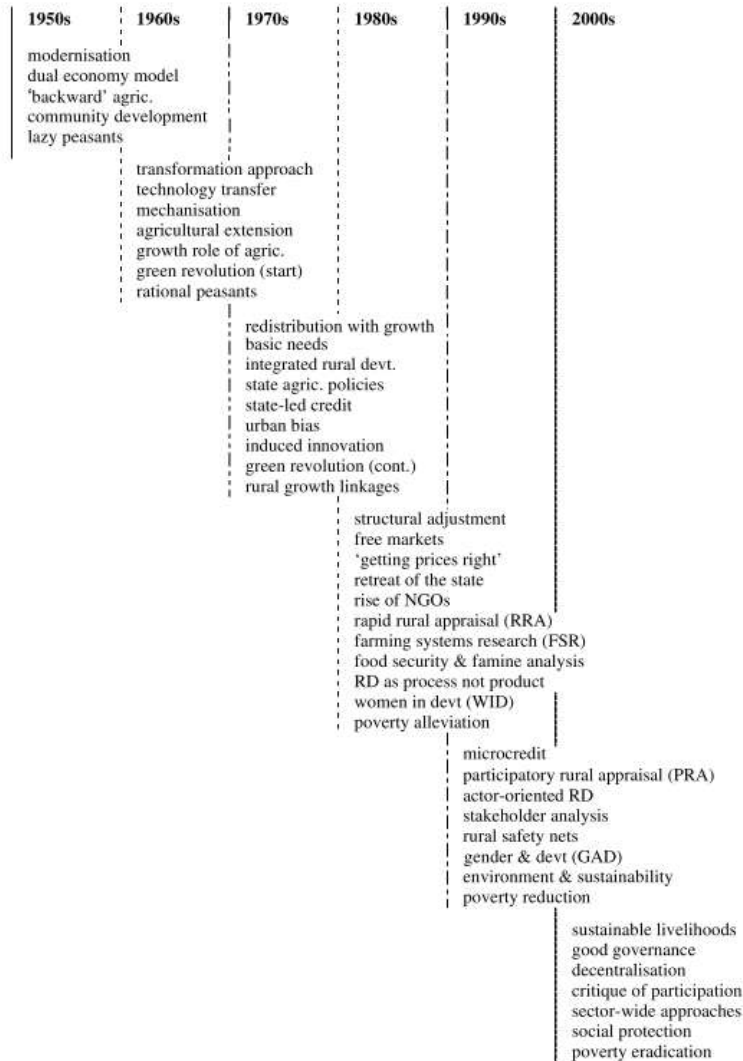 1950s 1960s 1970s 1980s 1990s 2000s
modernisation
dual economy model
'backward' agric.
community development
lazy peasants
transformation approach
technology transfer
mechanisation
agricultural extension
growth role of agric.
green revolution (start)
rational peasants
redistribution with growth
basic needs
integrated rural devt.
state agric. policies
state-led credit
urban bias
induced innovation
green revolution (cont.)
rural growth linkages
structural adjustment
free markets
‘getting prices right’
retreat of the state
rise of NGOs
rapid rural appraisal (RRA)
farming systems research (FSR)
food security & famine analysis
RD as process not product
women in devt (WID)
poverty alleviation
microcredit
participatory rural appraisal (PRA)
actor-oriented RD
stakeholder analysis
rural safety nets
gender & devt (GAD)
environment & sustainability
poverty reduction
sustainable livelihoods
good governance
decentralisation
critique of participation
sector-wide approaches
social protection
poverty eradication